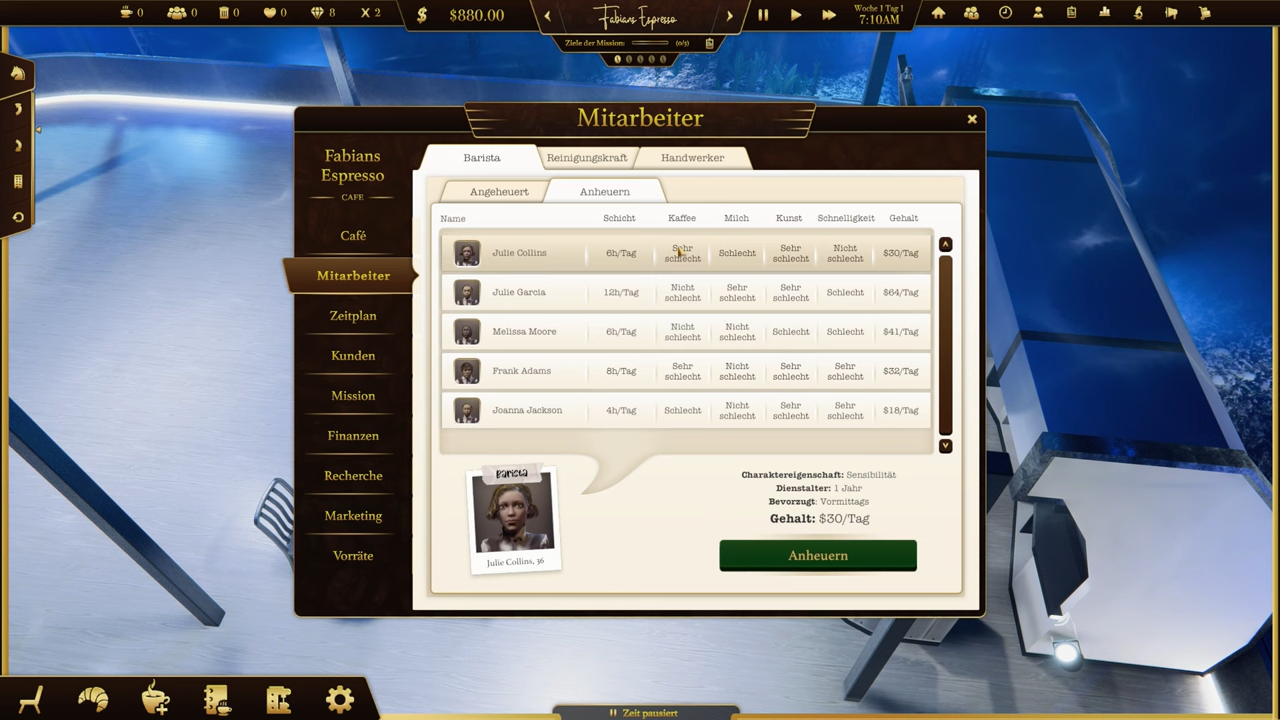 0 0 0 0 8 2 $880.00
Fabians Espresso
Woche 1 Tag 1
7:10AM
Ziele der Mission: (0/3)
Mitarbeiter
Fabians
Espresso
CAFE
Café
Mitarbeiter
Zeitplan
Kunden
Mission
Finanzen
Recherche
Marketing
Vorräte
Barista Reinigungskraft Handwerker
Angeheuert Anheuern
Name Schicht Kaffee Milch Kunst Schnelligkeit Gehalt
Julie Collins 6h/Tag Sehr schlecht Schlecht Sehr schlecht Nicht schlecht $30/Tag
Julie Garcia 12h/Tag Nicht schlecht Sehr schlecht Sehr schlecht Schlecht $64/Tag
Melissa Moore 6h/Tag Nicht schlecht Nicht schlecht Schlecht Schlecht $41/Tag
Frank Adams 8h/Tag Sehr schlecht Nicht schlecht Sehr schlecht Sehr schlecht $32/Tag
Joanna Jackson 4h/Tag Schlecht Nicht schlecht Sehr schlecht Sehr schlecht $18/Tag
Barista
Julie Collins, 36
Charaktereigenschaft: Sensibilität
Dienstalter: 1 Jahr
Bevorzugt: Vormittags
Gehalt: $30/Tag
Anheuern
Zeit pausiert